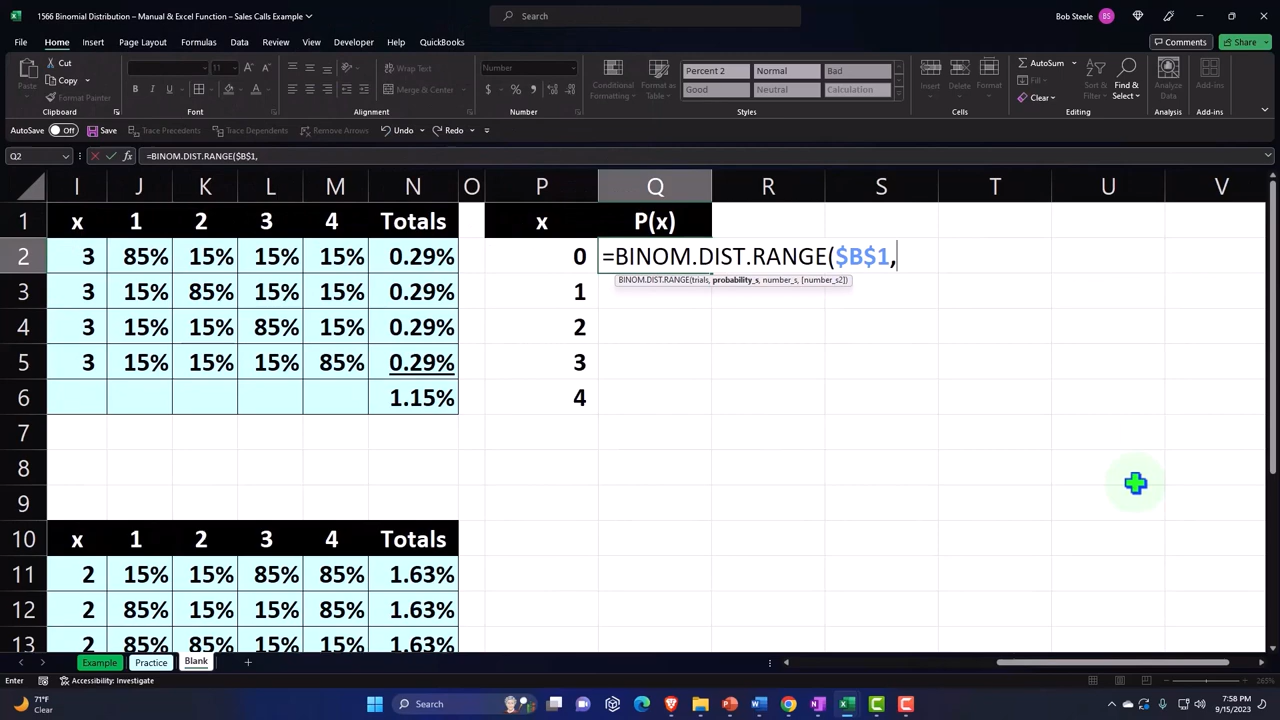 1566 Binomial Distribution – Manual & Excel Function – Sales Calls Example
Search
Bob Steele
BS
File Home Insert Page Layout Formulas Data Review View Developer Help QuickBooks
Comments
Share
Paste
Cut
Copy
Format Painter
Clipboard
11
Font
Wrap Text
Merge & Center
Alignment
Number
Number
Conditional Formatting
Format as Table
Percent 2 Normal Bad
Good Neutral Calculation
Styles
Insert Delete Format
Cells
AutoSum
Fill
Clear
Sort & Filter
Find & Select
Editing
Analyze Data
Analysis
Add-ins
Add-ins
AutoSave Off Save Trace Precedents Trace Dependents Remove Arrows Undo Redo
Q2 fx =BINOM.DIST.RANGE($B$1,
I J K L M N O P Q R S T U V
1 x 1 2 3 4 Totals x P(x)
2 3 85% 15% 15% 15% 0.29% 0 =BINOM.DIST.RANGE($B$1,
BINOM.DIST.RANGE(trials, probability_s, number_s, [number_s2])
3 3 15% 85% 15% 15% 0.29% 1
4 3 15% 15% 85% 15% 0.29% 2
5 3 15% 15% 15% 85% 0.29% 3
6 1.15% 4
7
8
9
10 x 1 2 3 4 Totals
11 2 15% 15% 85% 85% 1.63%
12 2 85% 15% 15% 85% 1.63%
13 2 85% 85% 15% 15% 1.63%
Example Practice Blank
Enter Accessibility: Investigate
265%
71°F
Clear
Search
7:58 PM
9/15/2023